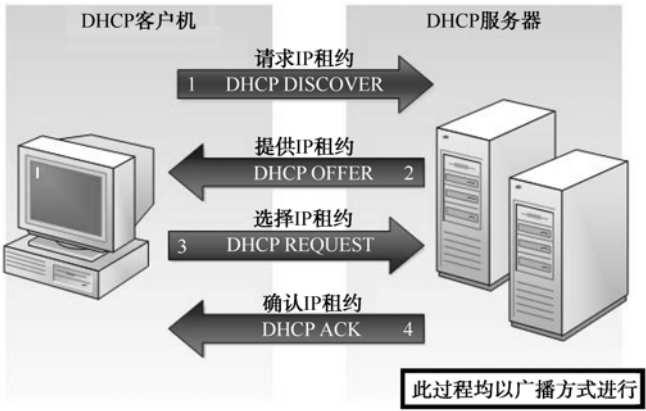 DHCP客户机
DHCP服务器
请求IP租约
1 DHCP DISCOVER
提供IP租约
DHCP OFFER 2
选择IP租约
3 DHCP REQUEST
确认IP租约
DHCP ACK 4
此过程均以广播方式进行